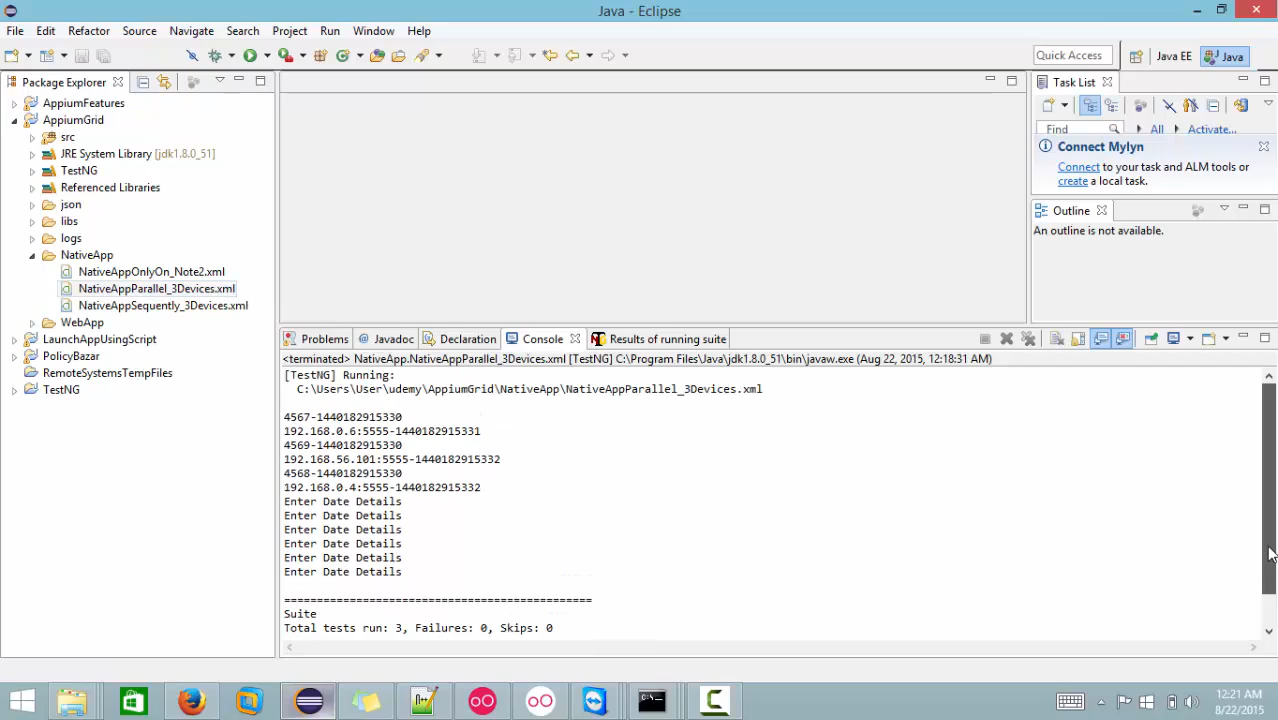 Java - Eclipse
File Edit Refactor Source Navigate Search Project Run Window Help
Quick Access
Java EE
Java
Package Explorer
AppiumFeatures
AppiumGrid
src
JRE System Library [jdk1.8.0_51]
TestNG
Referenced Libraries
json
libs
logs
NativeApp
NativeAppOnlyOn_Note2.xml
NativeAppParallel_3Devices.xml
NativeAppSequently_3Devices.xml
WebApp
LaunchAppUsingScript
PolicyBazar
RemoteSystemsTempFiles
TestNG
Task List
Find All Activate...
Connect Mylyn
Connect to your task and ALM tools or
create a local task.
Outline
An outline is not available.
Problems @ Javadoc Declaration Console Results of running suite
<terminated> NativeApp.NativeAppParallel_3Devices.xml [TestNG] C:\Program Files\Java\jdk1.8.0_51\bin\javaw.exe (Aug 22, 2015, 12:18:31 AM)
[TestNG] Running:
C:\Users\User\udemy\AppiumGrid\NativeApp\NativeAppParallel_3Devices.xml
4567-1440182915330
192.168.0.6:5555-1440182915331
4569-1440182915330
192.168.56.101:5555-1440182915332
4568-1440182915330
192.168.0.4:5555-1440182915332
Enter Date Details
Enter Date Details
Enter Date Details
Enter Date Details
Enter Date Details
Enter Date Details
===============================================
Suite
Total tests run: 3, Failures: 0, Skips: 0
12:21 AM
8/22/2015